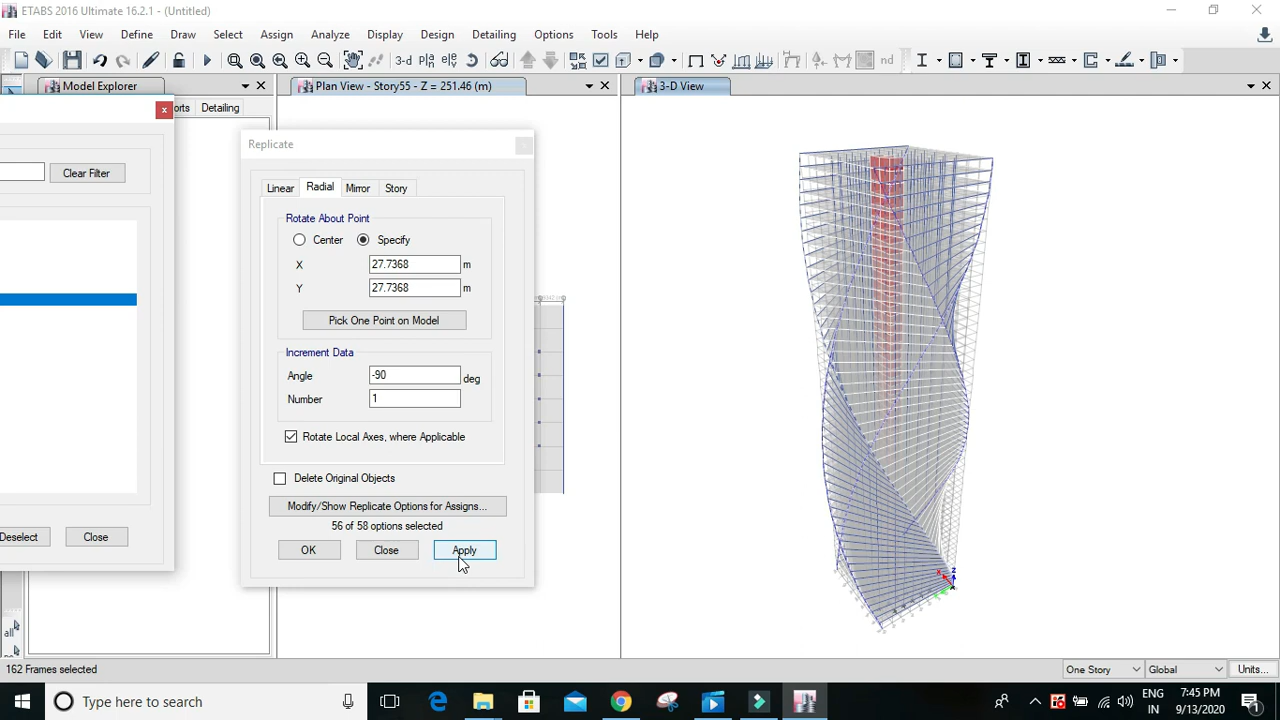 ETABS 2016 Ultimate 16.2.1 - (Untitled)
File Edit View Define Draw Select Assign Analyze Display Design Detailing Options Tools Help
3-d nd
Model Explorer
Plan View - Story55 - Z = 251.46 (m)
3-D View
orts Detailing
Clear Filter
Deselect Close
Replicate
Linear Radial Mirror Story
Rotate About Point
Center Specify
X 27.7368 m
Y 27.7368 m
Pick One Point on Model
Increment Data
Angle -90 deg
Number 1
Rotate Local Axes, where Applicable
Delete Original Objects
Modify/Show Replicate Options for Assigns...
56 of 58 options selected
OK Close Apply
Z
X
all
162 Frames selected
One Story Global Units...
Type here to search
ENG
IN
7:45 PM
9/13/2020
1